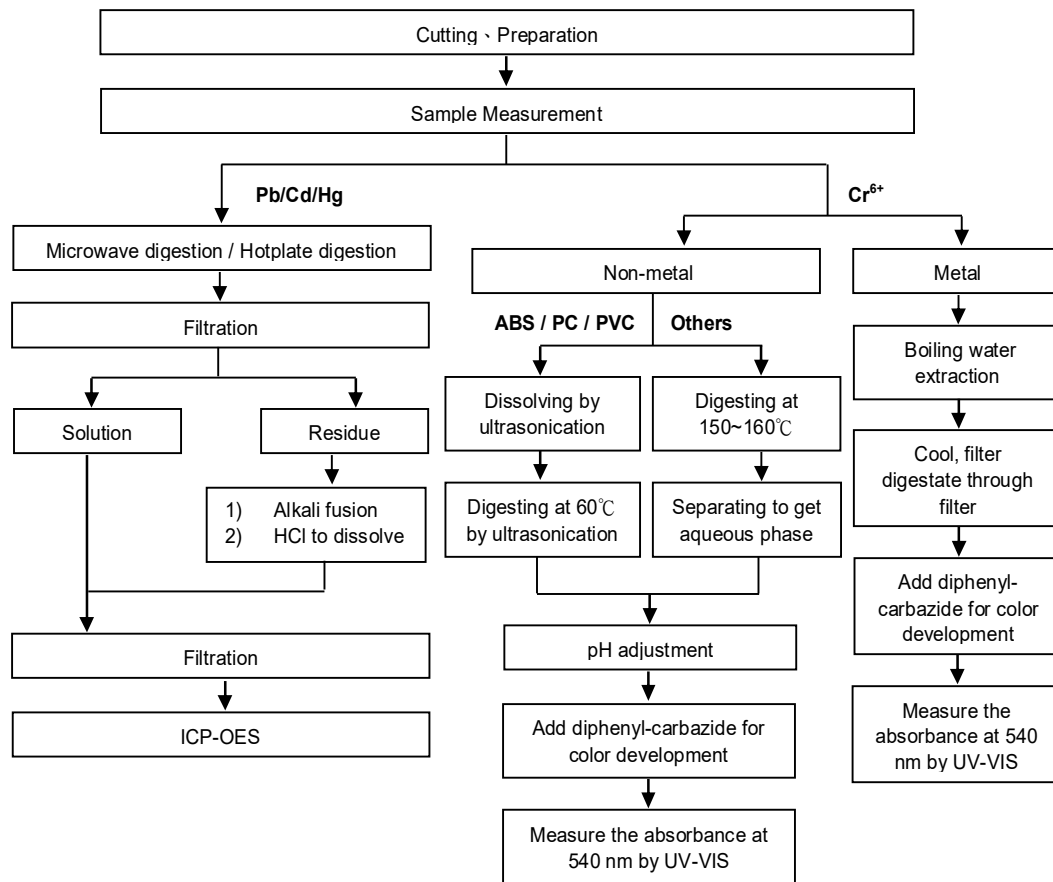 Cutting、Preparation
Sample Measurement
Pb/Cd/Hg
Cr6+
Microwave digestion / Hotplate digestion
Non-metal
Metal
Filtration
ABS / PC / PVC
Others
Boiling water
extraction
Solution
Residue
Dissolving by
ultrasonication
Digesting at
150~160℃
Cool, filter
digestate through
filter
1) Alkali fusion
2) HCl to dissolve
Digesting at 60℃
by ultrasonication
Separating to get
aqueous phase
Add diphenyl-
carbazide for color
development
Filtration
pH adjustment
ICP-OES
Add diphenyl-carbazide for
color development
Measure the
absorbance at 540
nm by UV-VIS
Measure the absorbance at
540 nm by UV-VIS